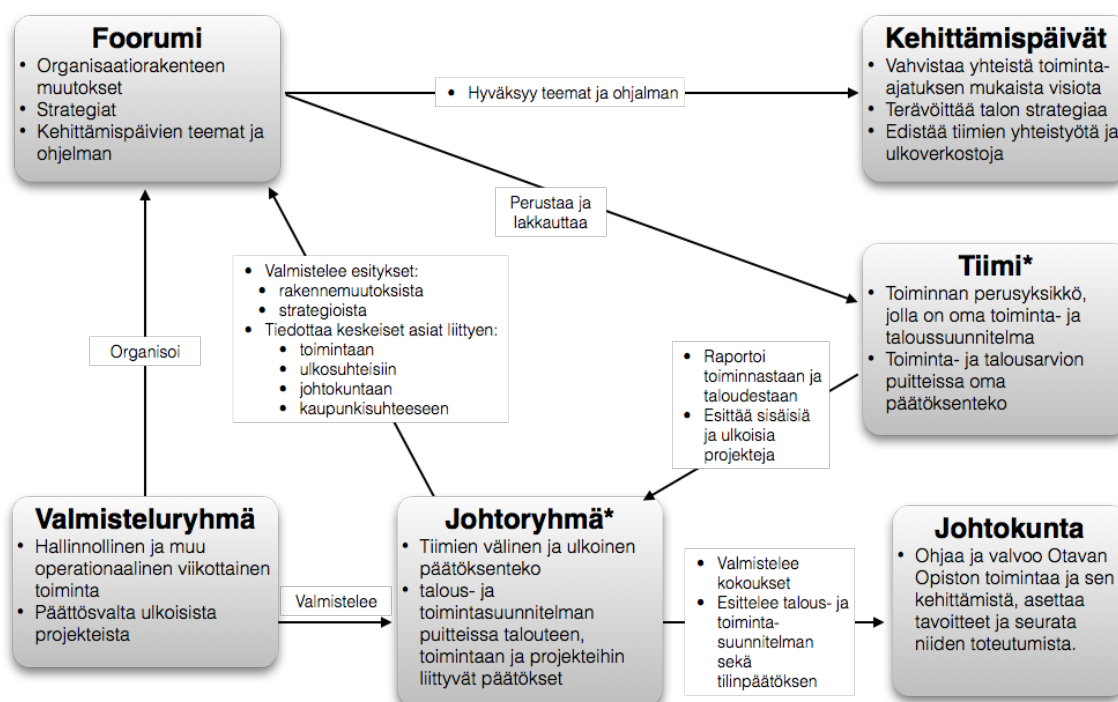 Foorumi
• Organisaatiorakenteen
muutokset
• Strategiat
• Kehittämispäivien teemat ja
ohjelman
• Hyväksyy teemat ja ohjalman
Kehittämispäivät
• Vahvistaa yhteistä toiminta-
ajatuksen mukaista visiota
• Terävöittää talon strategiaa
• Edistää tiimien yhteistyötä ja
ulkoverkostoja
Perustaa ja
lakkauttaa
• Valmistelee esitykset:
• rakennemuutoksista
• strategioista
• Tiedottaa keskeiset asiat liittyen:
• toimintaan
• ulkosuhteisiin
• johtokuntaan
• kaupunkisuhteeseen
Organisoi
Tiimi*
• Toiminnan perusyksikkö,
jolla on oma toiminta- ja
taloussuunnitelma
• Toiminta- ja talousarvion
puitteissa oma
päätöksenteko
• Raportoi
toiminnastaan ja
taloudestaan
• Esittää sisäisiä
ja ulkoisia
projekteja
Valmisteluryhmä
• Hallinnollinen ja muu
operationaalinen viikottainen
toiminta
• Päättösvalta ulkoisista
projekteista
Valmistelee
Johtoryhmä*
• Tiimien välinen ja ulkoinen
päätöksenteko
• talous- ja
toimintasuunnitelman
puitteissa talouteen,
toimintaan ja projekteihin
liittyvät päätökset
• Valmistelee
kokoukset
• Esittelee talous- ja
toiminta-
suunnitelman
sekä
tilinpäätöksen
Johtokunta
• Ohjaa ja valvoo Otavan
Opiston toimintaa ja sen
kehittämistä, asettaa
tavoitteet ja seurata
niiden toteutumista.